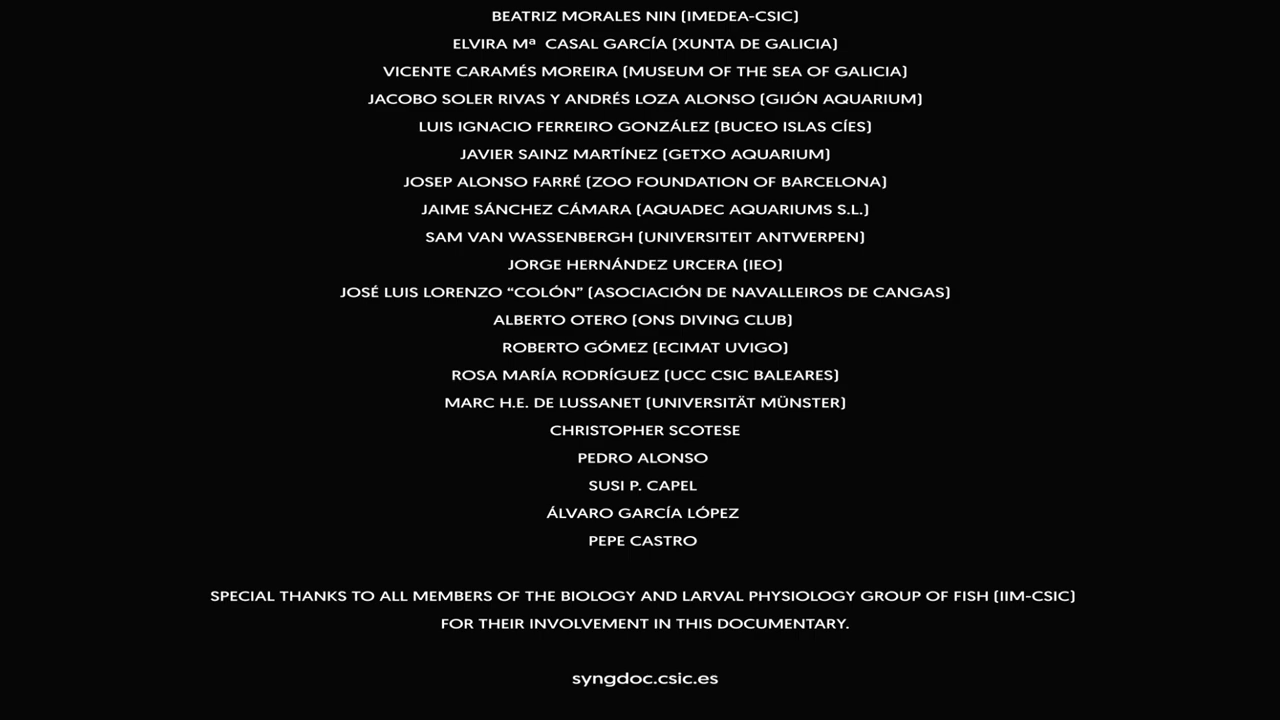 BEATRIZ MORALES NIN (IMEDEA-CSIC)
ELVIRA Mª CASAL GARCÍA (XUNTA DE GALICIA)
VICENTE CARAMÉS MOREIRA (MUSEUM OF THE SEA OF GALICIA)
JACOBO SOLER RIVAS Y ANDRÉS LOZA ALONSO (GIJÓN AQUARIUM)
LUIS IGNACIO FERREIRO GONZÁLEZ (BUCEO ISLAS CÍES)
JAVIER SAINZ MARTÍNEZ (GETXO AQUARIUM)
JOSEP ALONSO FARRÉ (ZOO FOUNDATION OF BARCELONA)
JAIME SÁNCHEZ CÁMARA (AQUADEC AQUARIUMS S.L.)
SAM VAN WASSENBERGH (UNIVERSITEIT ANTWERPEN)
JORGE HERNÁNDEZ URCERA (IEO)
JOSÉ LUIS LORENZO “COLÓN” (ASOCIACIÓN DE NAVALLEIROS DE CANGAS)
ALBERTO OTERO (ONS DIVING CLUB)
ROBERTO GÓMEZ (ECIMAT UVIGO)
ROSA MARÍA RODRÍGUEZ (UCC CSIC BALEARES)
MARC H.E. DE LUSSANET (UNIVERSITÄT MÜNSTER)
CHRISTOPHER SCOTESE
PEDRO ALONSO
SUSI P. CAPEL
ÁLVARO GARCÍA LÓPEZ
PEPE CASTRO
SPECIAL THANKS TO ALL MEMBERS OF THE BIOLOGY AND LARVAL PHYSIOLOGY GROUP OF FISH (IIM-CSIC)
FOR THEIR INVOLVEMENT IN THIS DOCUMENTARY.
syngdoc.csic.es